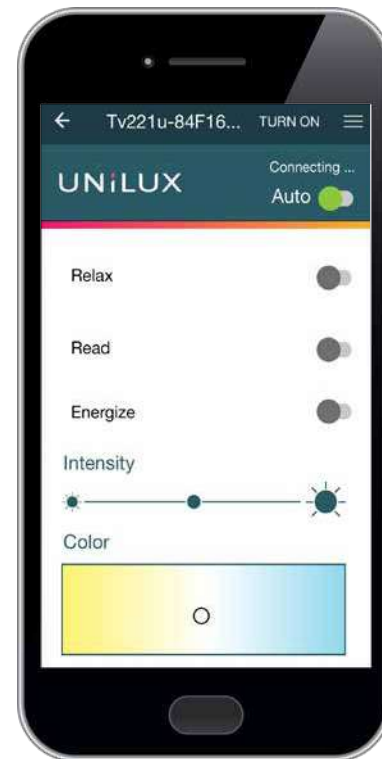 Tv221u-84F16... TURN ON
UNiLUX
Connecting ...
Auto
Relax
Read
Energize
Intensity
Color